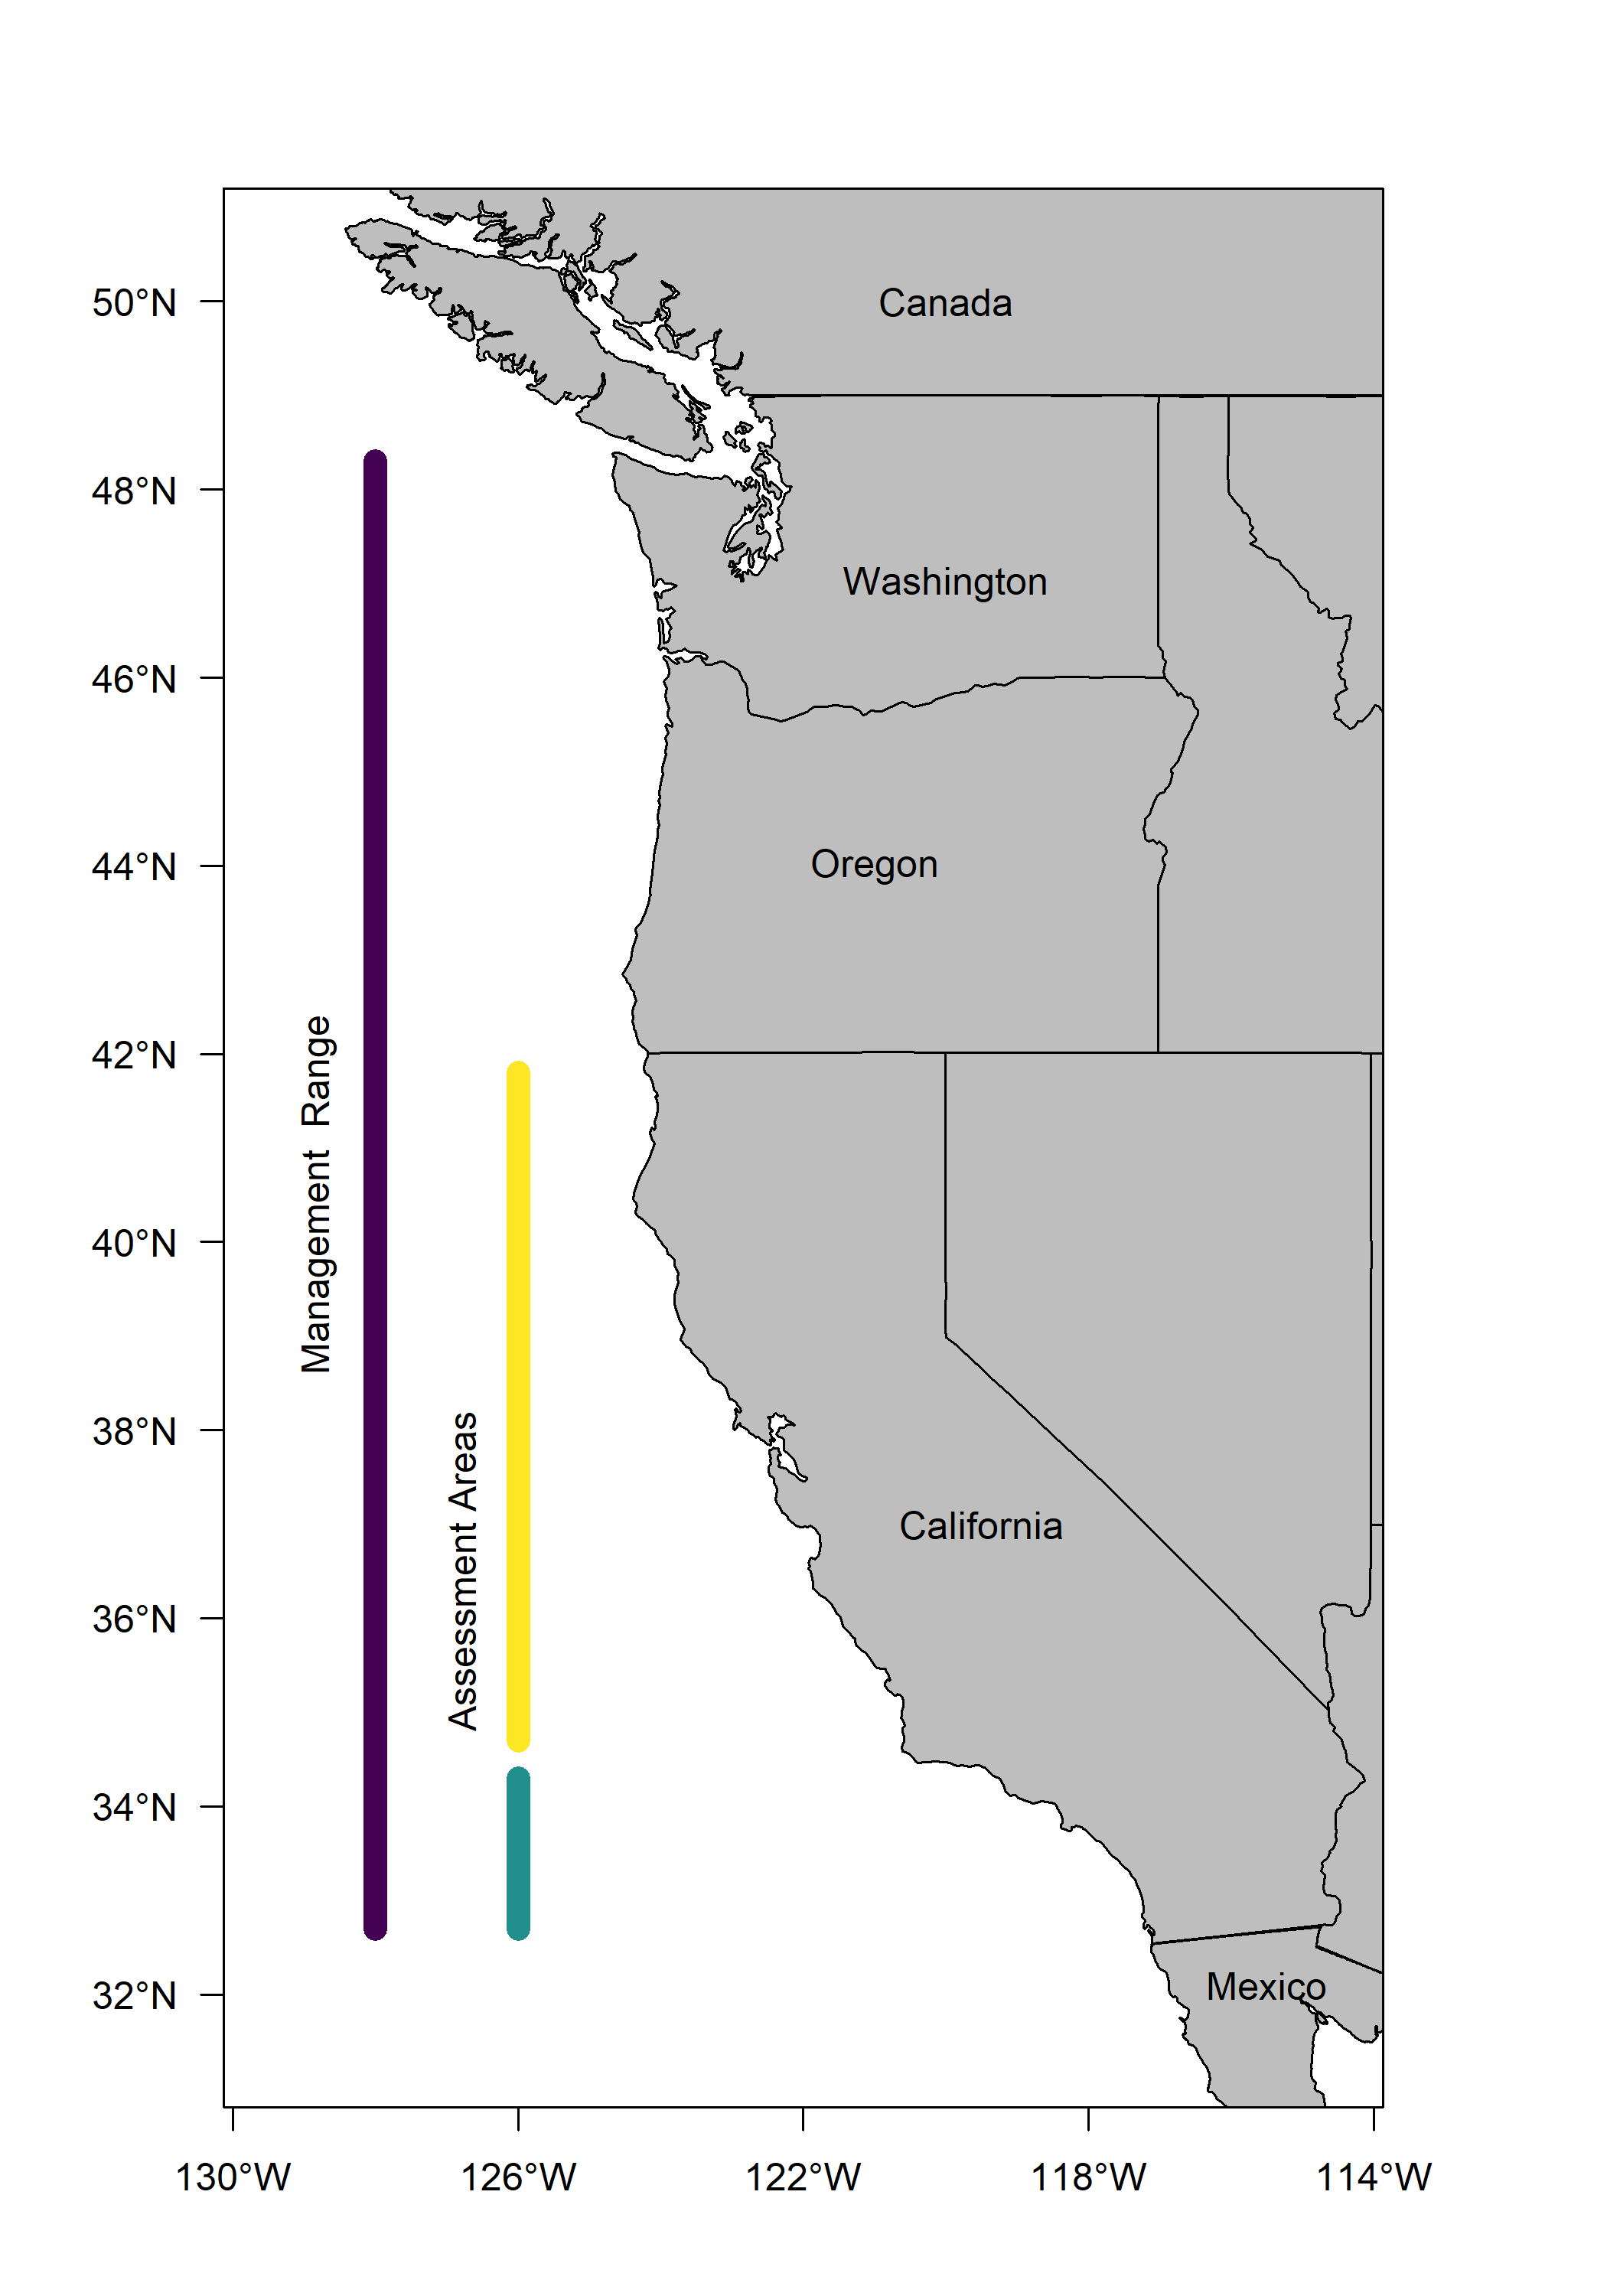 Canada
Washington
Oregon
California
Mexico
Management  Range
Assessment Areas
50°N
48°N
46°N
44°N
42°N
40°N
38°N
36°N
34°N
32°N
130°W
126°W
122°W
118°W
114°W